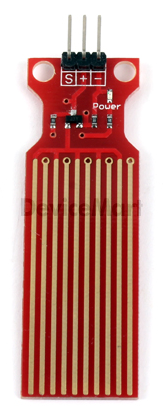 S + -
Power
DeviceMart